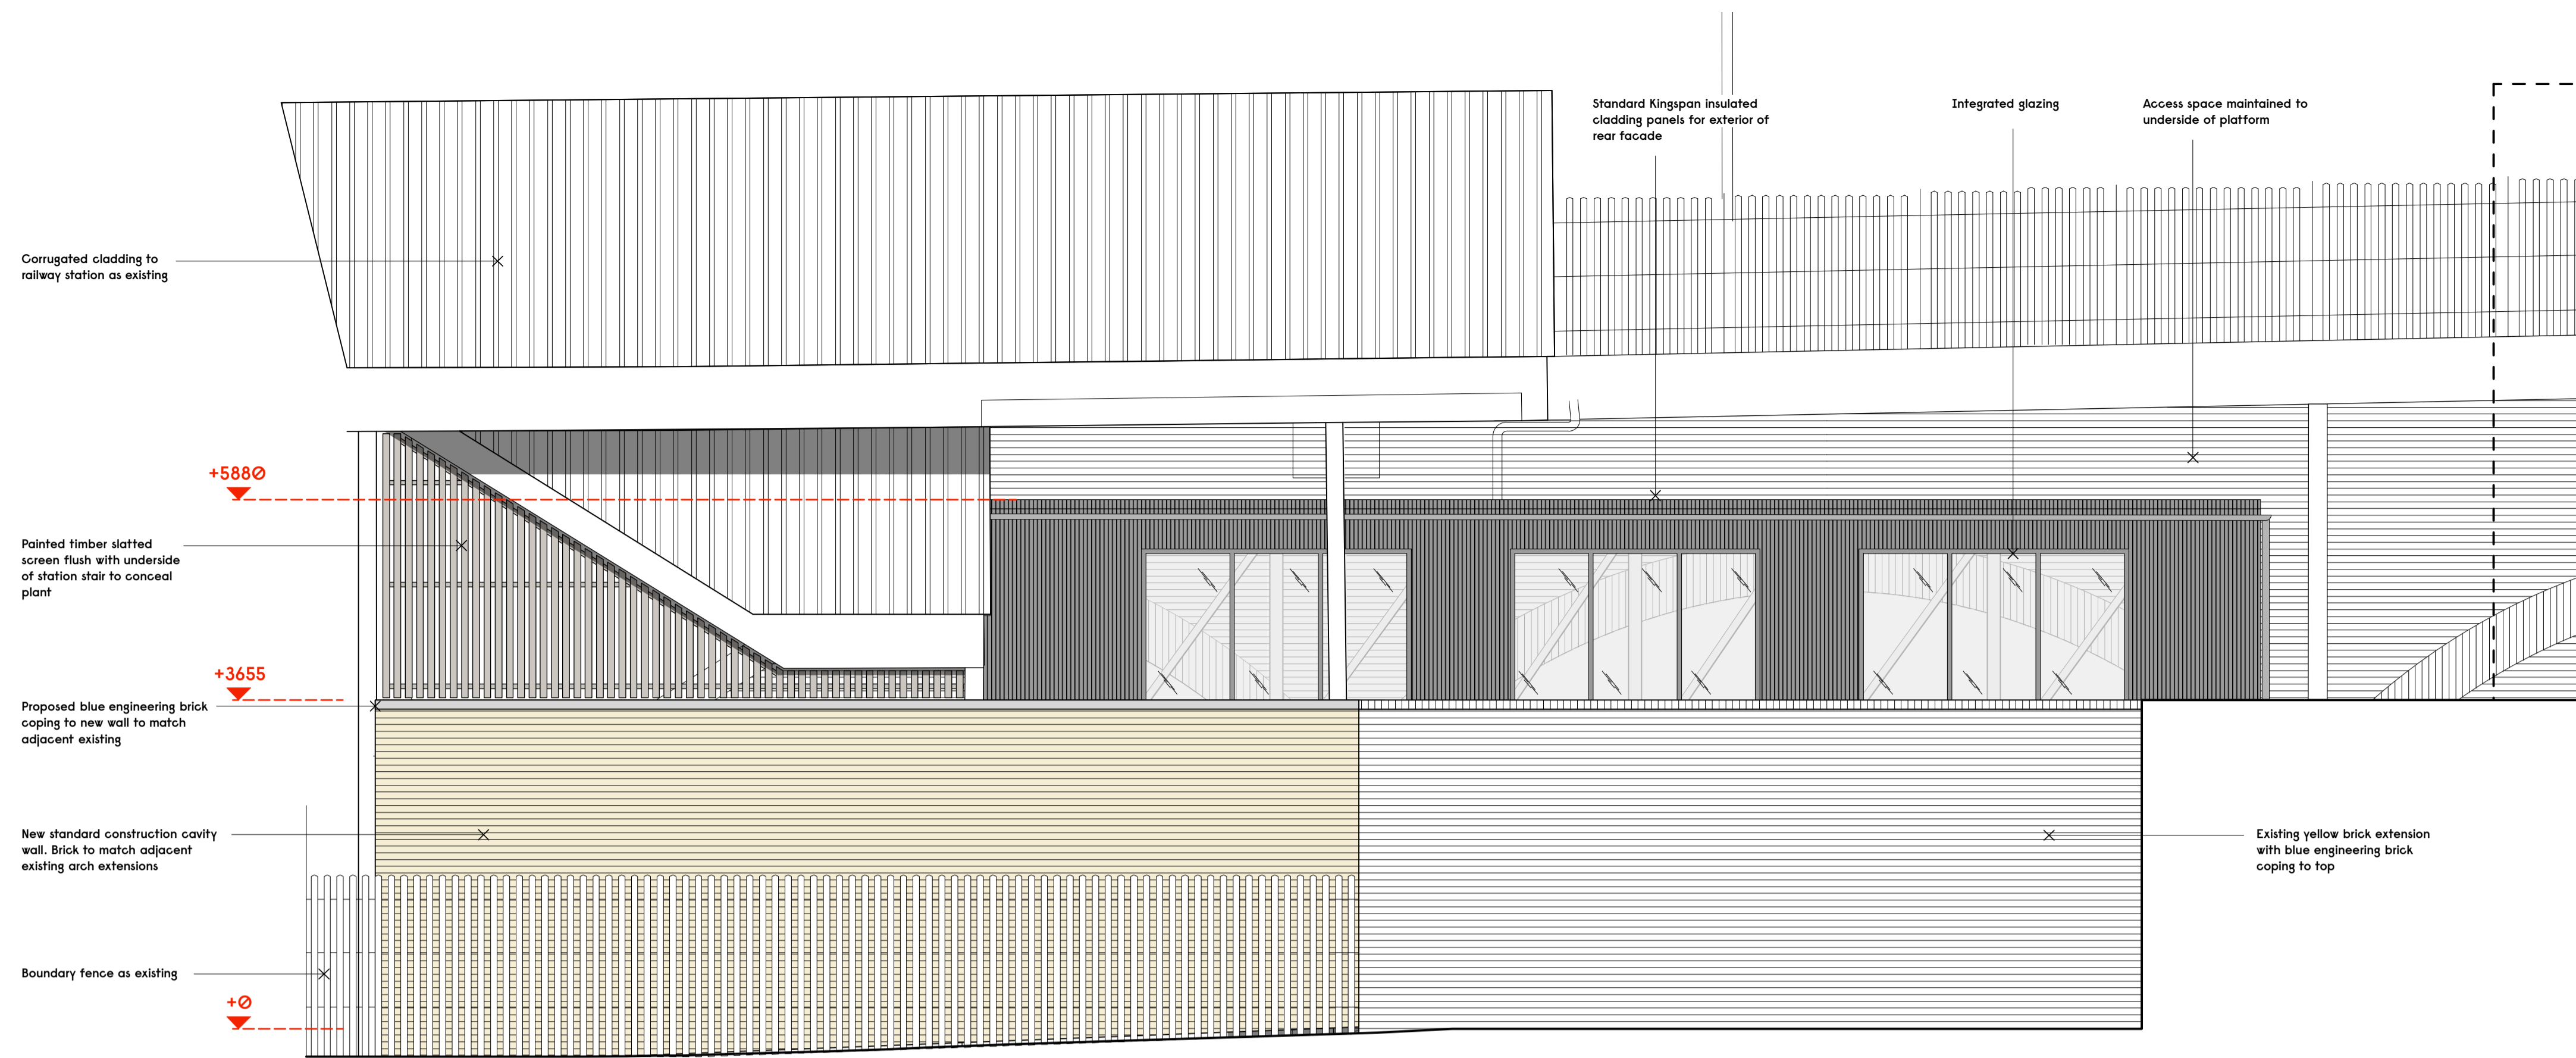 Standard Kingspan insulated
cladding panels for exterior of
rear facade
Integrated glazing
Access space maintained to
underside of platform
Corrugated cladding to
railway station as existing
+5880
Painted timber slatted
screen flush with underside
of station stair to conceal
plant
+3655
Proposed blue engineering brick
coping to new wall to match
adjacent existing
New standard construction cavity
wall. Brick to match adjacent
existing arch extensions
Existing yellow brick extension
with blue engineering brick
coping to top
Boundary fence as existing
+0